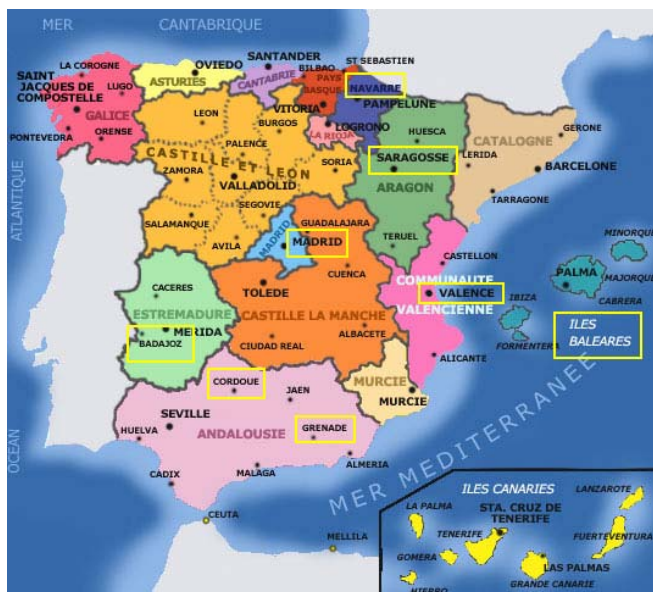 MER CANTABRIQUE
LA COROGNE
OVIEDO
SANTANDER
BILBAO
ST SEBASTIEN
SAINT
JACQUES DE
COMPOSTELLE
LUGO
ASTURIES
CANTABRIE
PAYS
BASQUE
NAVARRE
GALICE
LEON
BURGOS
VITORIA
PAMPELUNE
PONTEVEDRA
ORENSE
LOGRONO
LA RIOJA
HUESCA
CATALOGNE
GERONE
PALENCE
CASTILLE ET LEON
SORIA
SARAGOSSE
LERIDA
BARCELONE
ZAMORA
VALLADOLID
ARAGON
TARRAGONE
SEGOVIE
SALAMANQUE
AVILA
MADRID
GUADALAJARA
MADRID
TERUEL
MINORQUE
CASTELLON
CUENCA
COMMUNAUTE
PALMA
MAJORQUE
CACERES
TOLEDE
VALENCE
IBIZA
CABRERA
ESTREMADURE
CASTILLE LA MANCHE
VALENCIENNE
MERIDA
BADAJOZ
CIUDAD REAL
ALBACETE
FORMENTERA
ILES
BALEARES
ALICANTE
CORDOUE
JAEN
MURCIE
MURCIE
SEVILLE
HUELVA
ANDALOUSIE
GRENADE
MALAGA
ALMERIA
CADIX
CEUTA
MELLILA
MER MEDITERRANEE
OCEAN
ATLANTIQUE
ILES CANARIES
LANZAROTE
LA PALMA
STA. CRUZ DE
TENERIFE
TENERIFE
FUERTEVENTURA
GOMERA
LAS PALMAS
HIERRO
GRANDE CANARIE